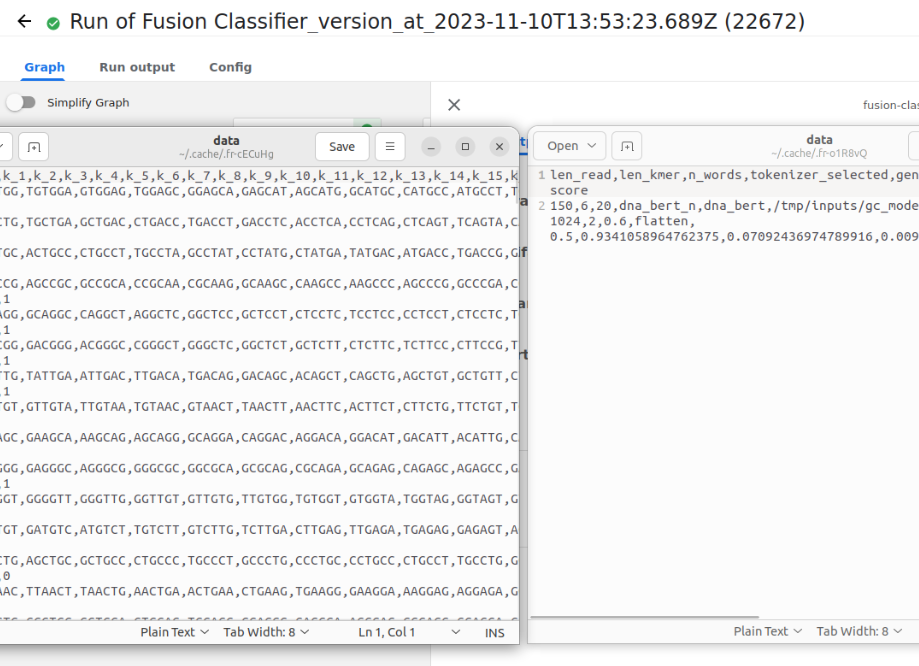 Run of Fusion Classifier_version_at_2023-11-10T13:53:23.689Z (22672)
Graph Run output Config
Simplify Graph
fusion-clas
data
~/.cache/.fr-cECuHg
Save
,k_1,k_2,k_3,k_4,k_5,k_6,k_7,k_8,k_9,k_10,k_11,k_12,k_13,k_14,k_15,k
GG,TGTGGA,GTGGAG,TGGAGC,GGAGCA,GAGCAT,AGCATG,GCATGC,CATGCC,ATGCCT,T
CTG,TGCTGA,GCTGAC,CTGACC,TGACCT,GACCTC,ACCTCA,CCTCAG,CTCAGT,TCAGTA,C
TGC,ACTGCC,CTGCCT,TGCCTA,GCCTAT,CCTATG,CTATGA,TATGAC,ATGACC,TGACCG,G
CCG,AGCCGC,GCCGCA,CCGCAA,CGCAAG,GCAAGC,CAAGCC,AAGCCC,AGCCCG,GCCCGA,C
,1
AGG,GCAGGC,CAGGCT,AGGCTC,GGCTCC,GCTCCT,CTCCTC,TCCTCC,CCTCCT,CTCCTC,T
,1
CGG,GACGGG,ACGGGC,CGGGCT,GGGCTC,GGCTCT,GCTCTT,CTCTTC,TCTTCC,CTTCCG,T
,1
TTG,TATTGA,ATTGAC,TTGACA,TGACAG,GACAGC,ACAGCT,CAGCTG,AGCTGT,GCTGTT,C
,1
TGT,GTTGTA,TTGTAA,TGTAAC,GTAACT,TAACTT,AACTTC,ACTTCT,CTTCTG,TTCTGT,T
AGC,GAAGCA,AAGCAG,AGCAGG,GCAGGA,CAGGAC,AGGACA,GGACAT,GACATT,ACATTG,C
GGG,GAGGGC,AGGGCG,GGGCGC,GGCGCA,GCGCAG,CGCAGA,GCAGAG,CAGAGC,AGAGCC,G
,1
GGT,GGGGTT,GGGTTG,GGTTGT,GTTGTG,TTGTGG,TGTGGT,GTGGTA,TGGTAG,GGTAGT,G
TGT,GATGTC,ATGTCT,TGTCTT,GTCTTG,TCTTGA,CTTGAG,TTGAGA,TGAGAG,GAGAGT,A
CTG,AGCTGC,GCTGCC,CTGCCC,TGCCCT,GCCCTG,CCCTGC,CCTGCC,CTGCCT,TGCCTG,G
,0
AAC,TTAACT,TAACTG,AACTGA,ACTGAA,CTGAAG,TGAAGG,GAAGGA,AAGGAG,AGGAGA,G
Plain Text Tab Width: 8 Ln 1, Col 1 INS
Open
data
~/.cache/.fr-o1R8vQ
1 len_read,len_kmer,n_words,tokenizer_selected,gen
score
2 150,6,20,dna_bert_n,dna_bert,/tmp/inputs/gc_mode
1024,2,0.6,flatten,
0.5,0.9341058964762375,0.07092436974789916,0.009
Plain Text Tab Width: 8